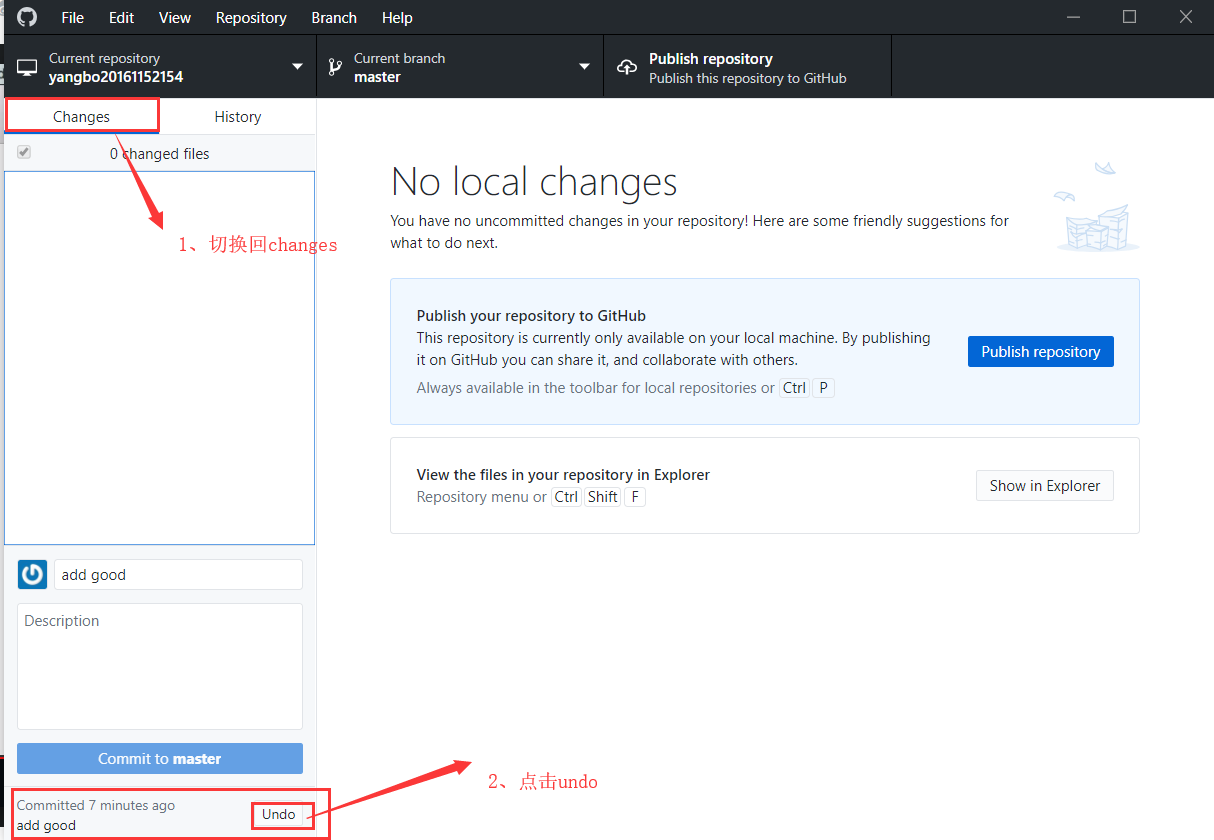 File Edit View Repository Branch Help
Current repository
yangbo20161152154
Current branch
master
Publish repository
Publish this repository to GitHub
Changes
History
0 changed files
1、切换回changes
No local changes
You have no uncommitted changes in your repository! Here are some friendly suggestions for
what to do next.
Publish your repository to GitHub
This repository is currently only available on your local machine. By publishing
it on GitHub you can share it, and collaborate with others.
Always available in the toolbar for local repositories or Ctrl P
Publish repository
View the files in your repository in Explorer
Repository menu or Ctrl Shift F
Show in Explorer
add good
Description
Commit to master
2、点击undo
Committed 7 minutes ago
add good
Undo